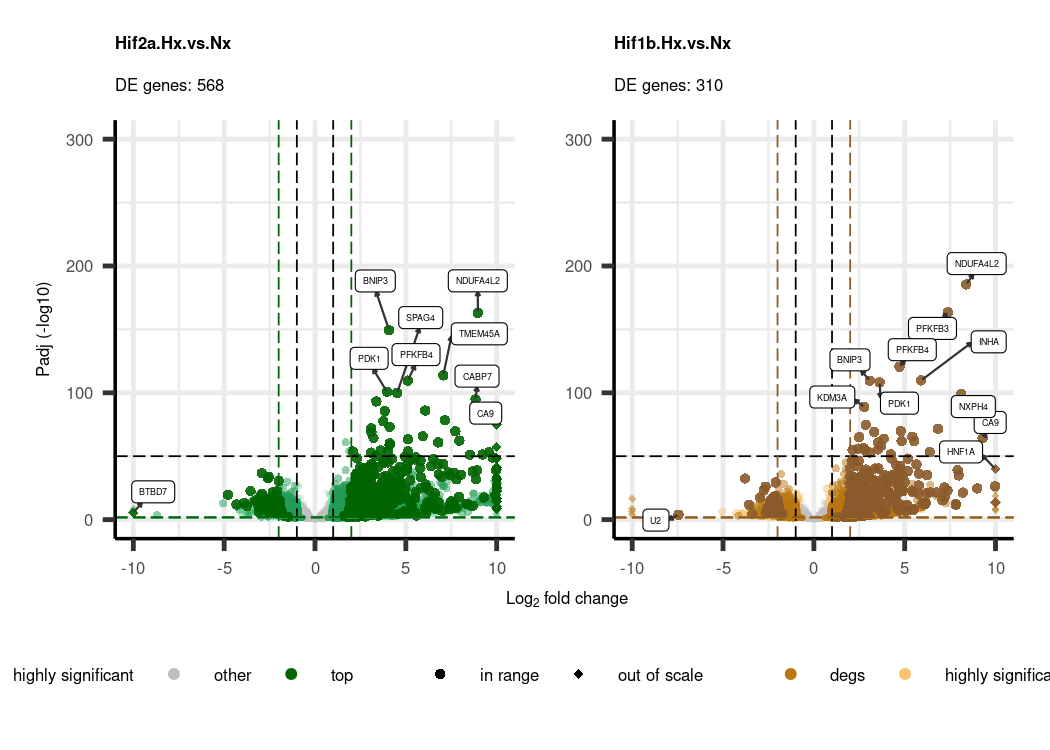 Hif2a.Hx.vs.Nx
DE genes: 568
Padj (-log10)
300
200
100
0
BNIP3
NDUFA4L2
SPAG4
TMEM45A
PDK1
PFKFB4
CABP7
CA9
BTBD7
-10
-5
0
5
10
Hif1b.Hx.vs.Nx
DE genes: 310
300
200
100
0
NDUFA4L2
PFKFB3
INHA
PFKFB4
BNIP3
KDM3A
PDK1
NXPH4
CA9
HNF1A
U2
-10
-5
0
5
10
Log2 fold change
highly significant other top in range out of scale degs highly significa